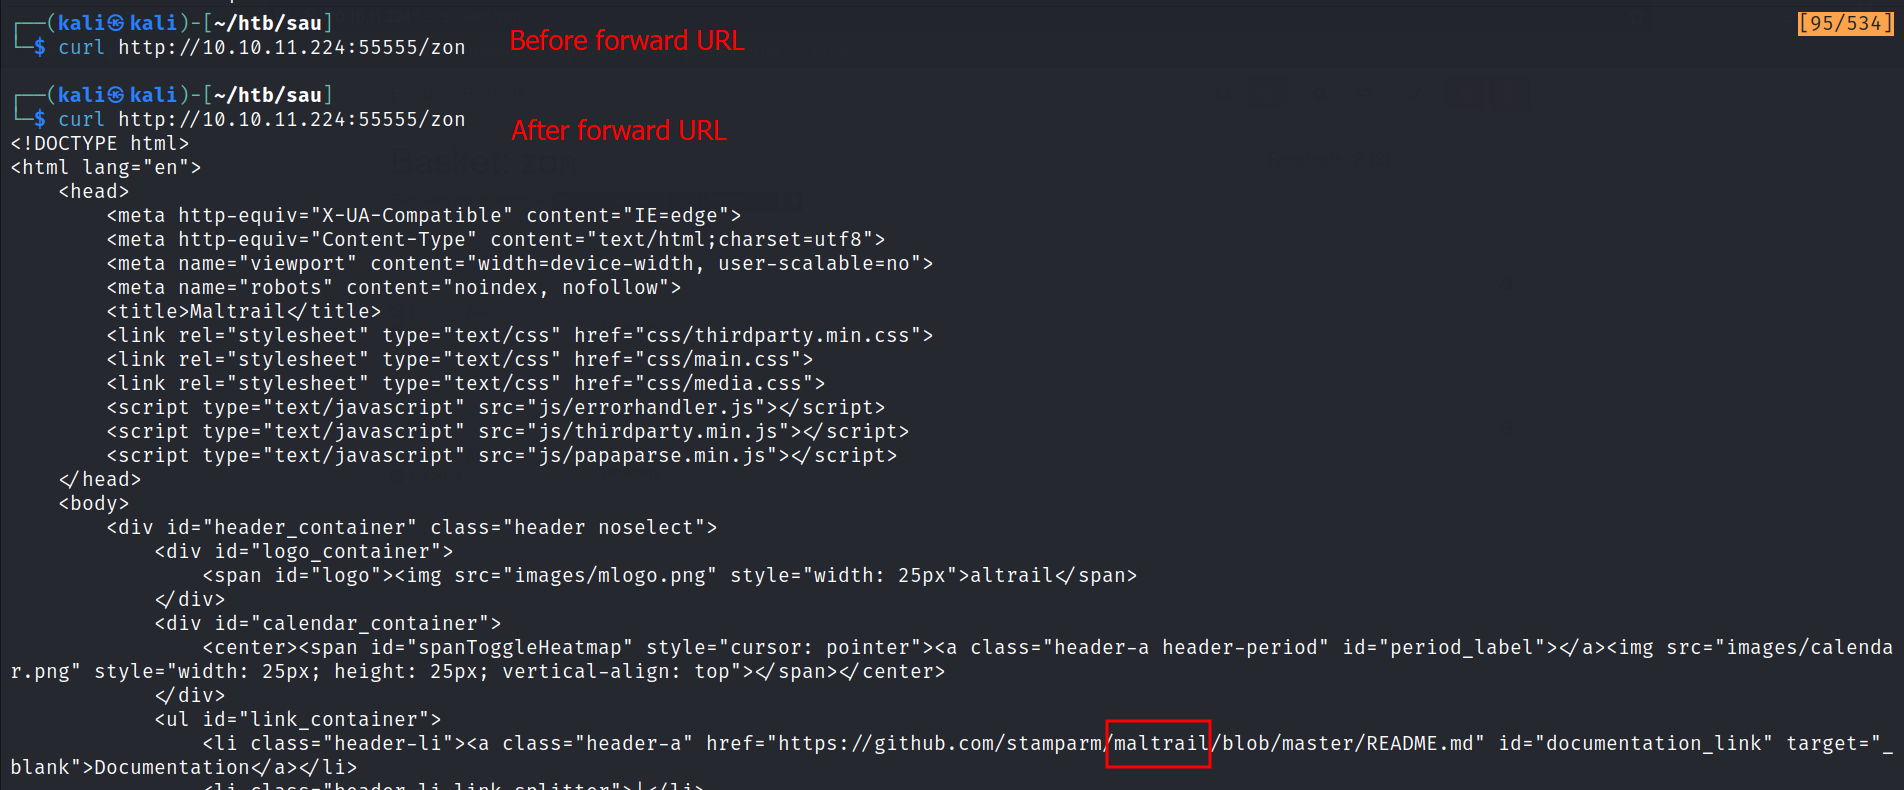 ┌──(kali㉿kali)-[~/htb/sau] [95/534]
└─$ curl http://10.10.11.224:55555/zon Before forward URL
┌──(kali㉿kali)-[~/htb/sau]
└─$ curl http://10.10.11.224:55555/zon After forward URL
<!DOCTYPE html>
<html lang="en">
    <head>
        <meta http-equiv="X-UA-Compatible" content="IE=edge">
        <meta http-equiv="Content-Type" content="text/html;charset=utf8">
        <meta name="viewport" content="width=device-width, user-scalable=no">
        <meta name="robots" content="noindex, nofollow">
        <title>Maltrail</title>
        <link rel="stylesheet" type="text/css" href="css/thirdparty.min.css">
        <link rel="stylesheet" type="text/css" href="css/main.css">
        <link rel="stylesheet" type="text/css" href="css/media.css">
        <script type="text/javascript" src="js/errorhandler.js"></script>
        <script type="text/javascript" src="js/thirdparty.min.js"></script>
        <script type="text/javascript" src="js/papaparse.min.js"></script>
    </head>
    <body>
        <div id="header_container" class="header noselect">
            <div id="logo_container">
                <span id="logo"><img src="images/mlogo.png" style="width: 25px">altrail</span>
            </div>
            <div id="calendar_container">
                <center><span id="spanToggleHeatmap" style="cursor: pointer"><a class="header-a header-period" id="period_label"></a><img src="images/calenda
r.png" style="width: 25px; height: 25px; vertical-align: top"></span></center>
            </div>
            <ul id="link_container">
                <li class="header-li"><a class="header-a" href="https://github.com/stamparm/maltrail/blob/master/README.md" id="documentation_link" target="_
blank">Documentation</a></li>
                <li class="header-li link-splitter">|</li>